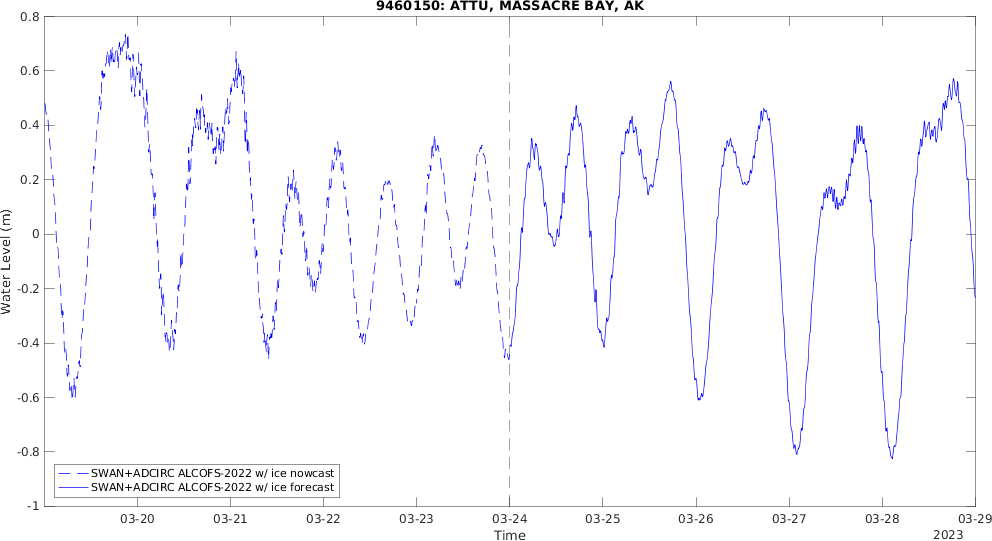 9460150: ATTU, MASSACRE BAY, AK
Water Level (m)
0.8
0.6
0.4
0.2
0
-0.2
-0.4
-0.6
-0.8
-1
SWAN+ADCIRC ALCOFS-2022 w/ ice nowcast
SWAN+ADCIRC ALCOFS-2022 w/ ice forecast
03-20 03-21 03-22 03-23 03-24 03-25 03-26 03-27 03-28 03-29
Time
2023